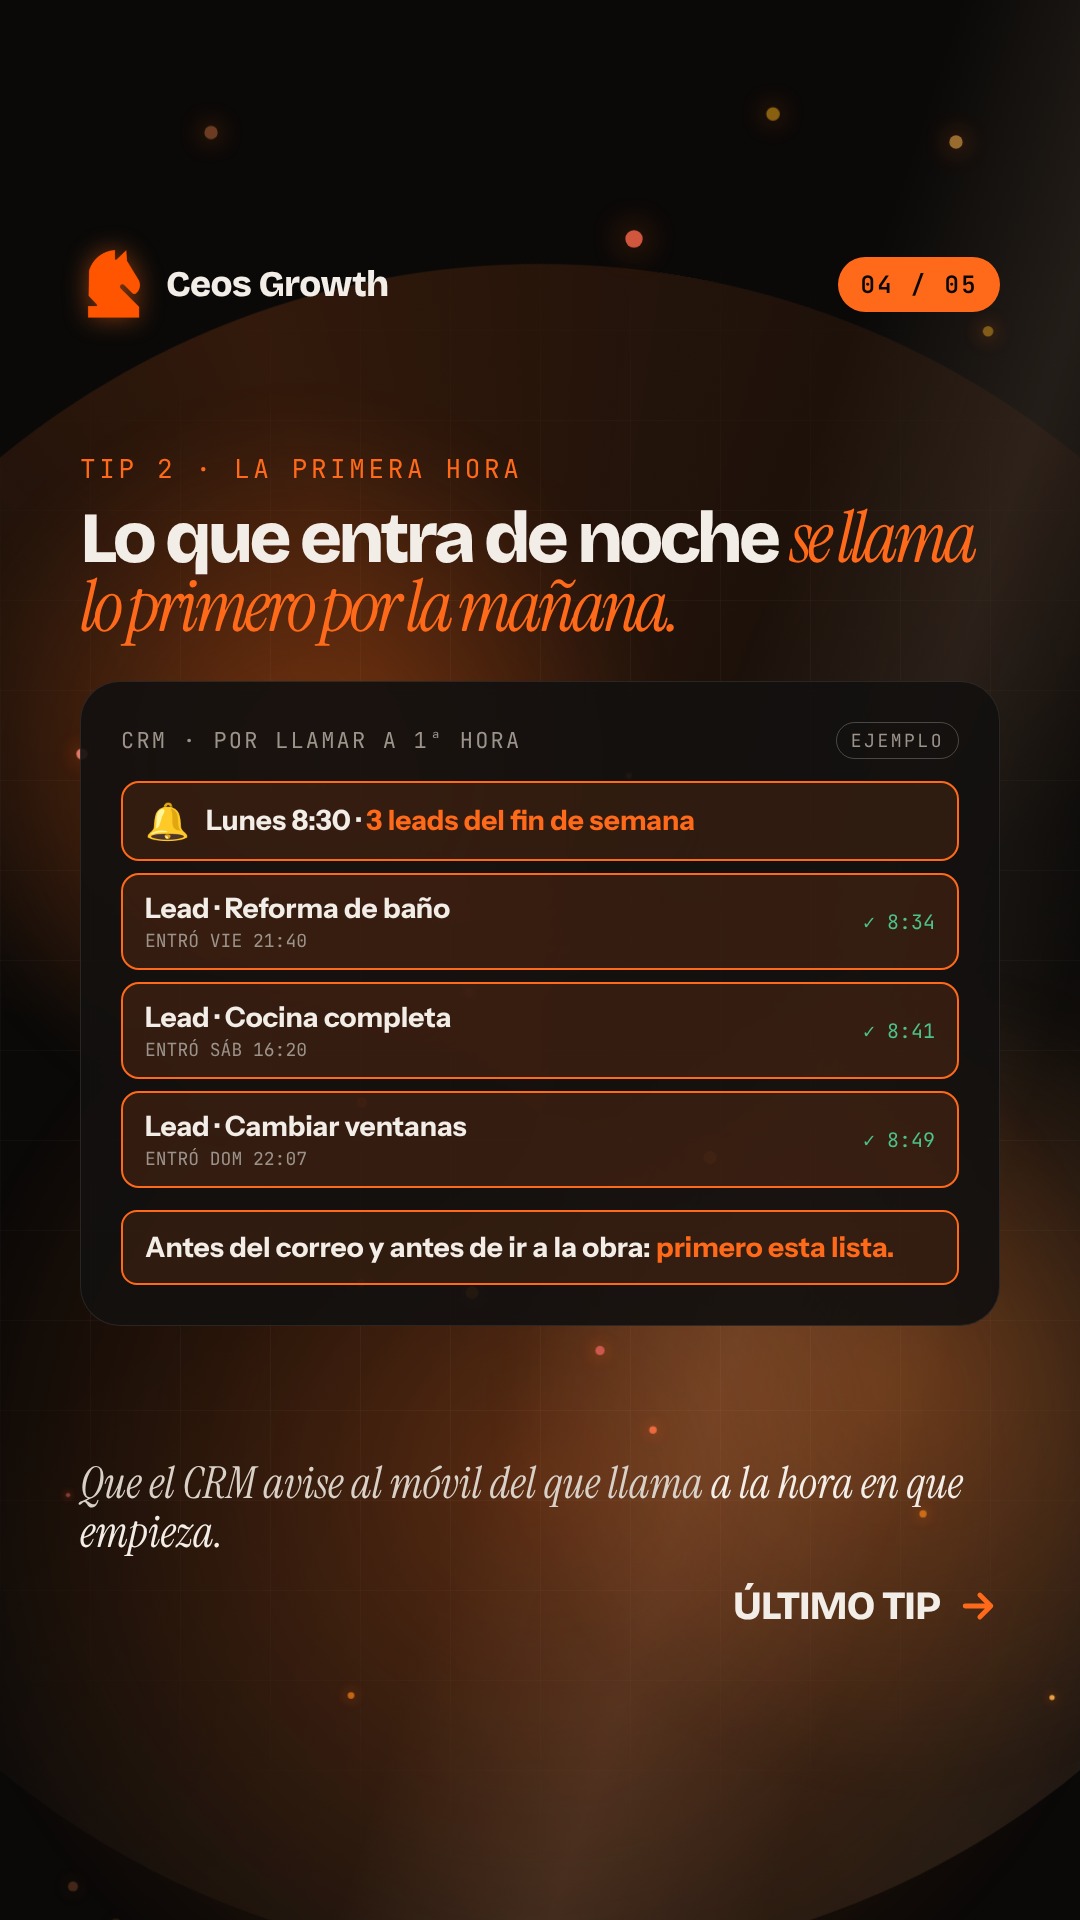 Ceos Growth
04 / 05
TIP 2 · LA PRIMERA HORA
Lo que entra de noche se llama
lo primero por la mañana.
CRM · POR LLAMAR A 1ª HORA
EJEMPLO
🔔 Lunes 8:30 · 3 leads del fin de semana
Lead · Reforma de baño
ENTRÓ VIE 21:40
✓ 8:34
Lead · Cocina completa
ENTRÓ SÁB 16:20
✓ 8:41
Lead · Cambiar ventanas
ENTRÓ DOM 22:07
✓ 8:49
Antes del correo y antes de ir a la obra: primero esta lista.
Que el CRM avise al móvil del que llama a la hora en que
empieza.
ÚLTIMO TIP →